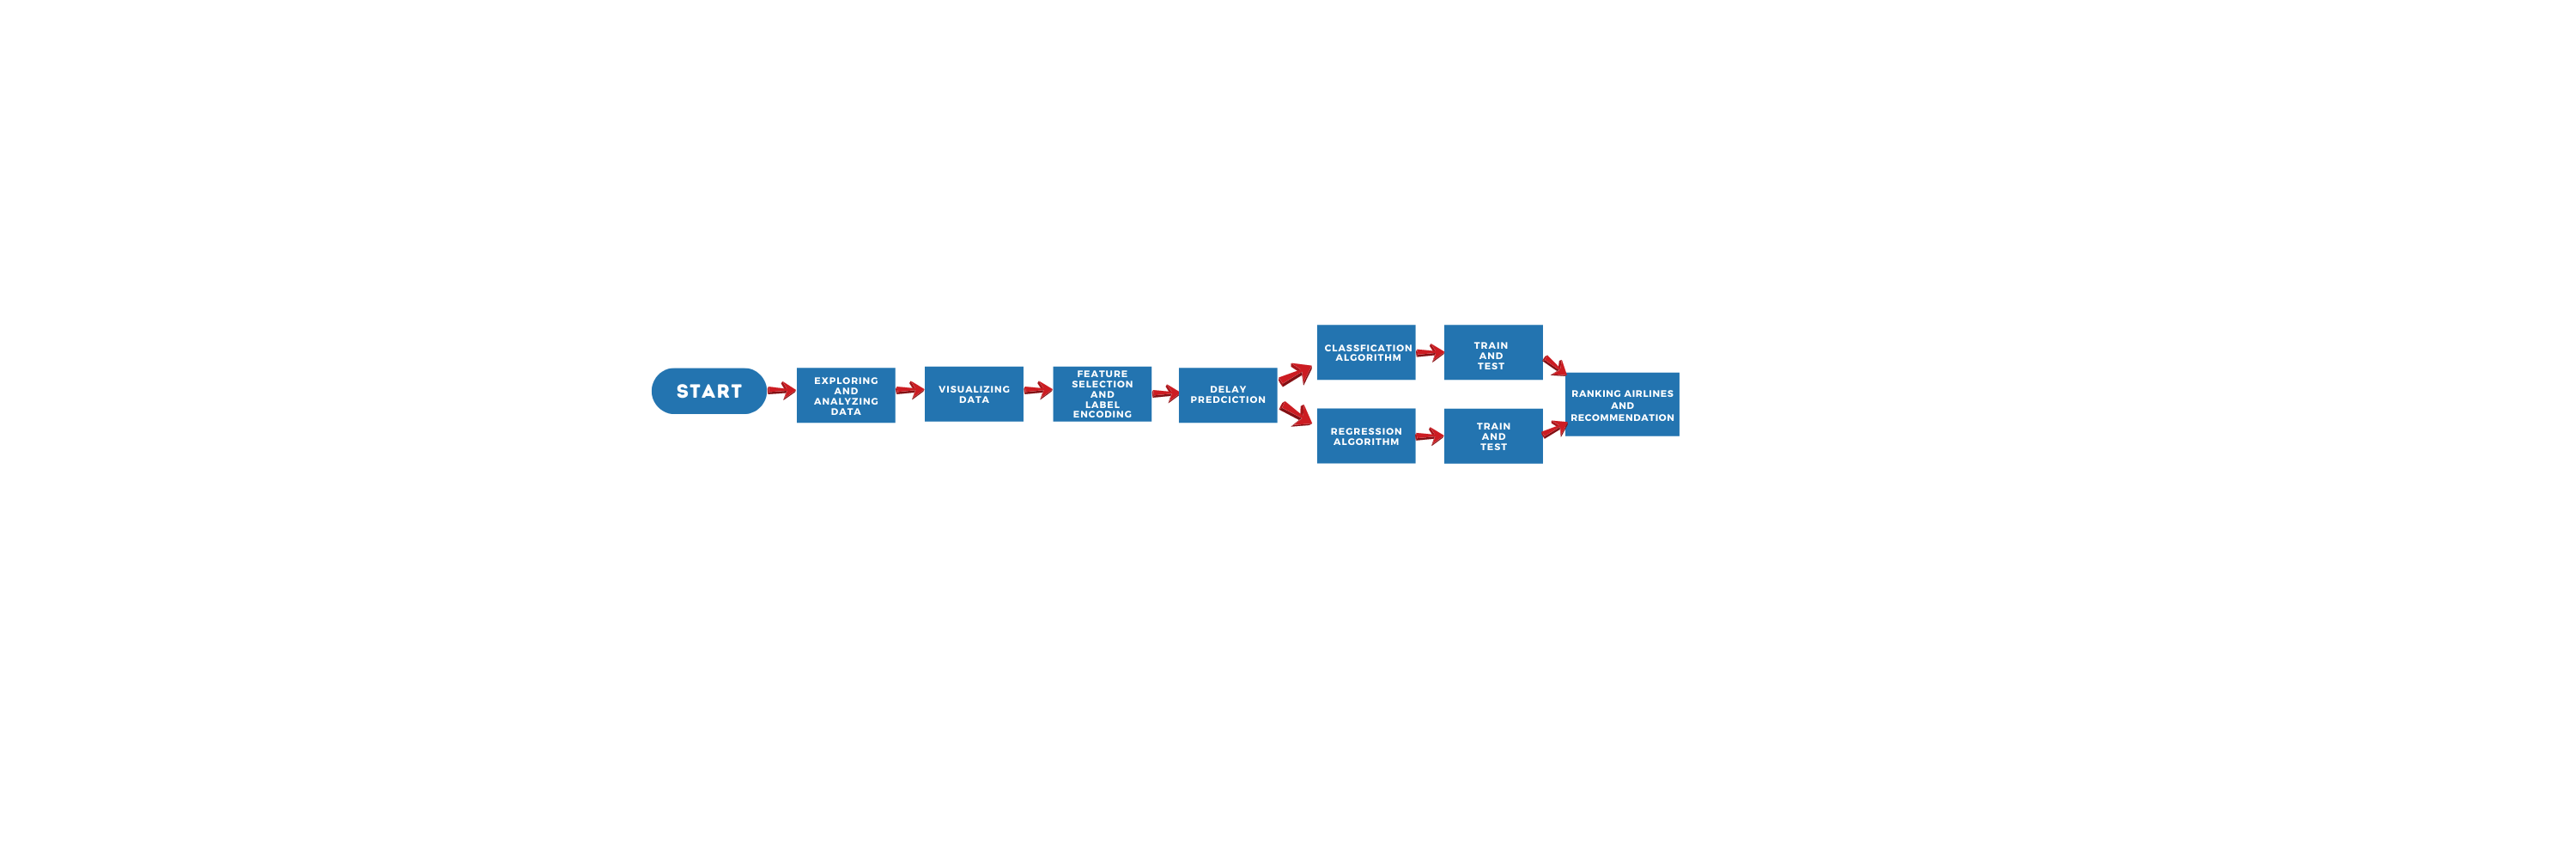 START
EXPLORING
AND
ANALYZING
DATA
VISUALIZING
DATA
FEATURE
SELECTION
AND
LABEL
ENCODING
DELAY
PREDCICTION
CLASSFICATION
ALGORITHM
TRAIN
AND
TEST
REGRESSION
ALGORITHM
TRAIN
AND
TEST
RANKING AIRLINES
AND
RECOMMENDATION